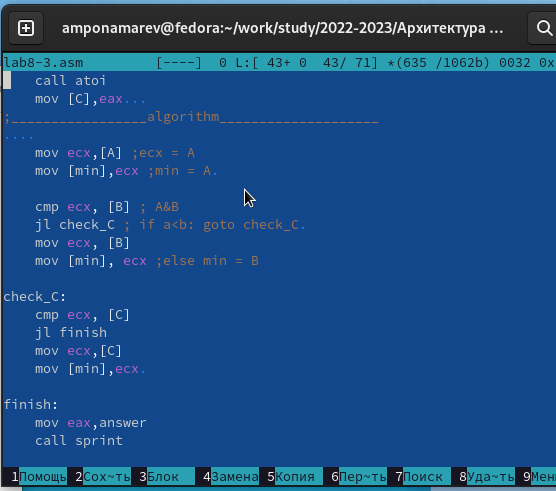 amponamarev@fedora:~/work/study/2022-2023/Архитектура ...
lab8-3.asm [----] 0 L:[ 43+ 0 43/ 71] *(635 /1062b) 0032 0x
call atoi
mov [C],eax...
;_________________algorithm____________________
....
mov ecx,[A] ;ecx = A
mov [min],ecx ;min = A.
cmp ecx, [B] ; A&B
jl check_C ; if a<b: goto check_C.
mov ecx, [B]
mov [min], ecx ;else min = B
check_C:
cmp ecx, [C]
jl finish
mov ecx,[C]
mov [min],ecx.
finish:
mov eax,answer
call sprint
1Помощь 2Сох~ть 3Блок 4Замена 5Копия 6Пер~ть 7Поиск 8Уда~ть 9Мен